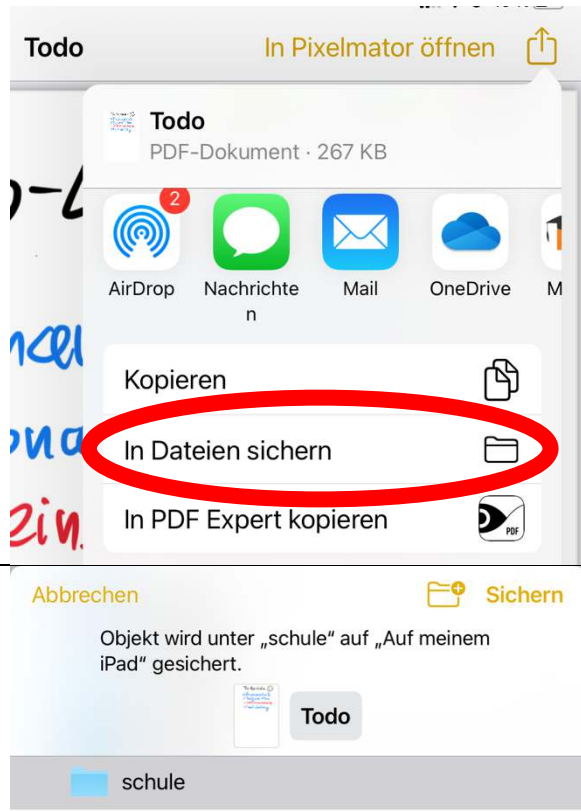 Todo In Pixelmator öffnen
Todo
PDF-Dokument · 267 KB
2
AirDrop Nachrichte
n Mail OneDrive M
Kopieren
In Dateien sichern
In PDF Expert kopieren
PDF
Abbrechen Sichern
Objekt wird unter „schule“ auf „Auf meinem
iPad“ gesichert.
Todo
schule